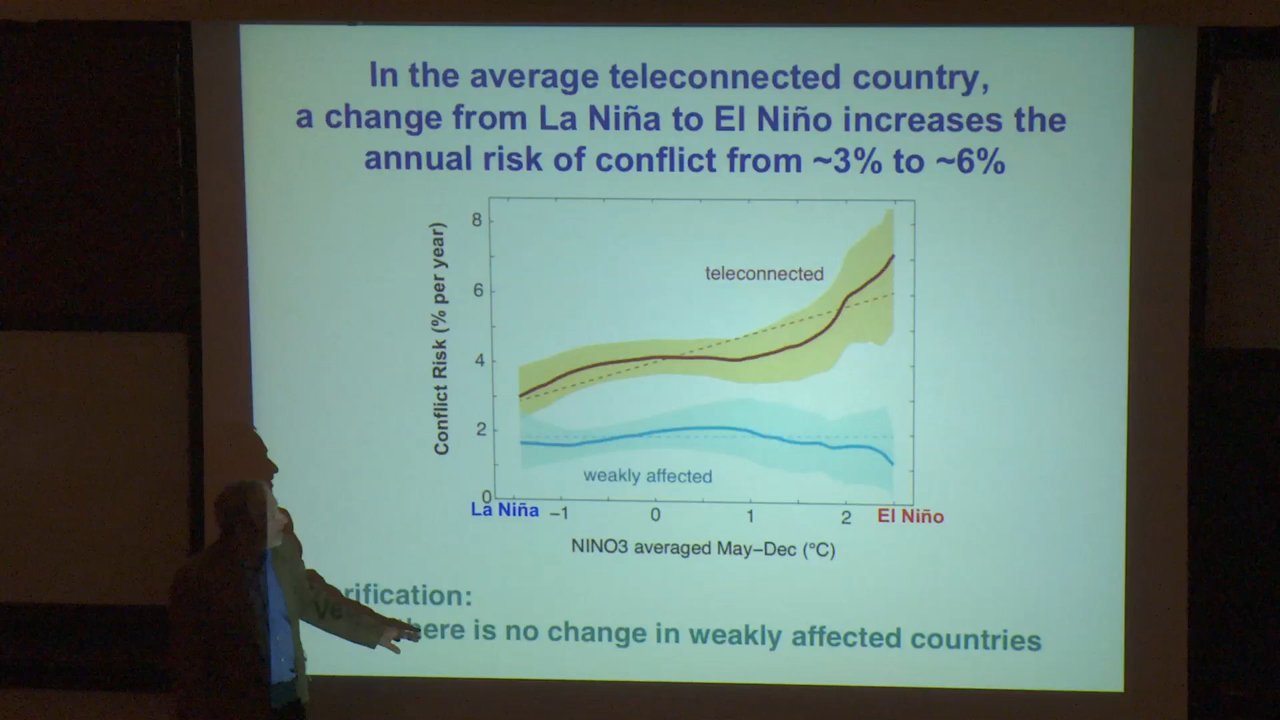 In the average teleconnected country,
a change from La Niña to El Niño increases the
annual risk of conflict from ~3% to ~6%
Conflict Risk (% per year)
8
6
4
2
0
teleconnected
weakly affected
La Niña −1 0 1 2 El Niño
NINO3 averaged May–Dec (°C)
Verification:
here is no change in weakly affected countries